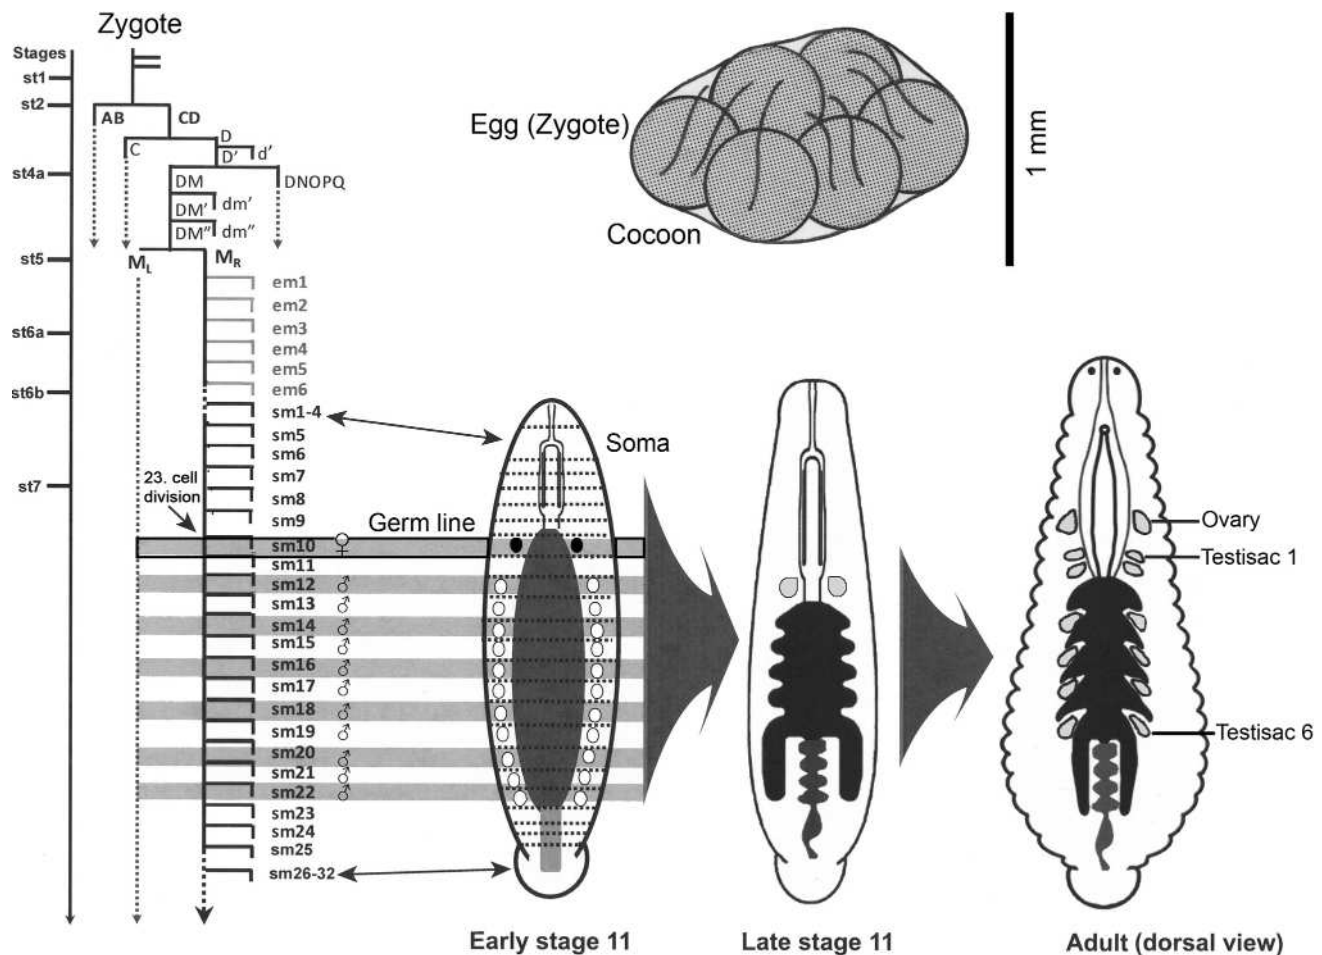 Zygote
Stages
st1
st2
AB
CD
D
C
D' d'
st4a
DM
DNOPQ
DM' dm'
DM'' dm''
st5
ML MR
em1
em2
em3
st6a
em4
em5
em6
st6b
sm1-4
sm5
sm6
sm7
st7
23. cell
division
sm8
sm9
Germ line
Soma
sm10 ♀
sm11
sm12 ♂
sm13 ♂
sm14 ♂
sm15 ♂
sm16 ♂
sm17 ♂
sm18 ♂
sm19 ♂
sm20 ♂
sm21 ♂
sm22 ♂
sm23
sm24
sm25
sm26-32
Egg (Zygote)
Cocoon
1 mm
Ovary
Testisac 1
Testisac 6
Early stage 11
Late stage 11
Adult (dorsal view)